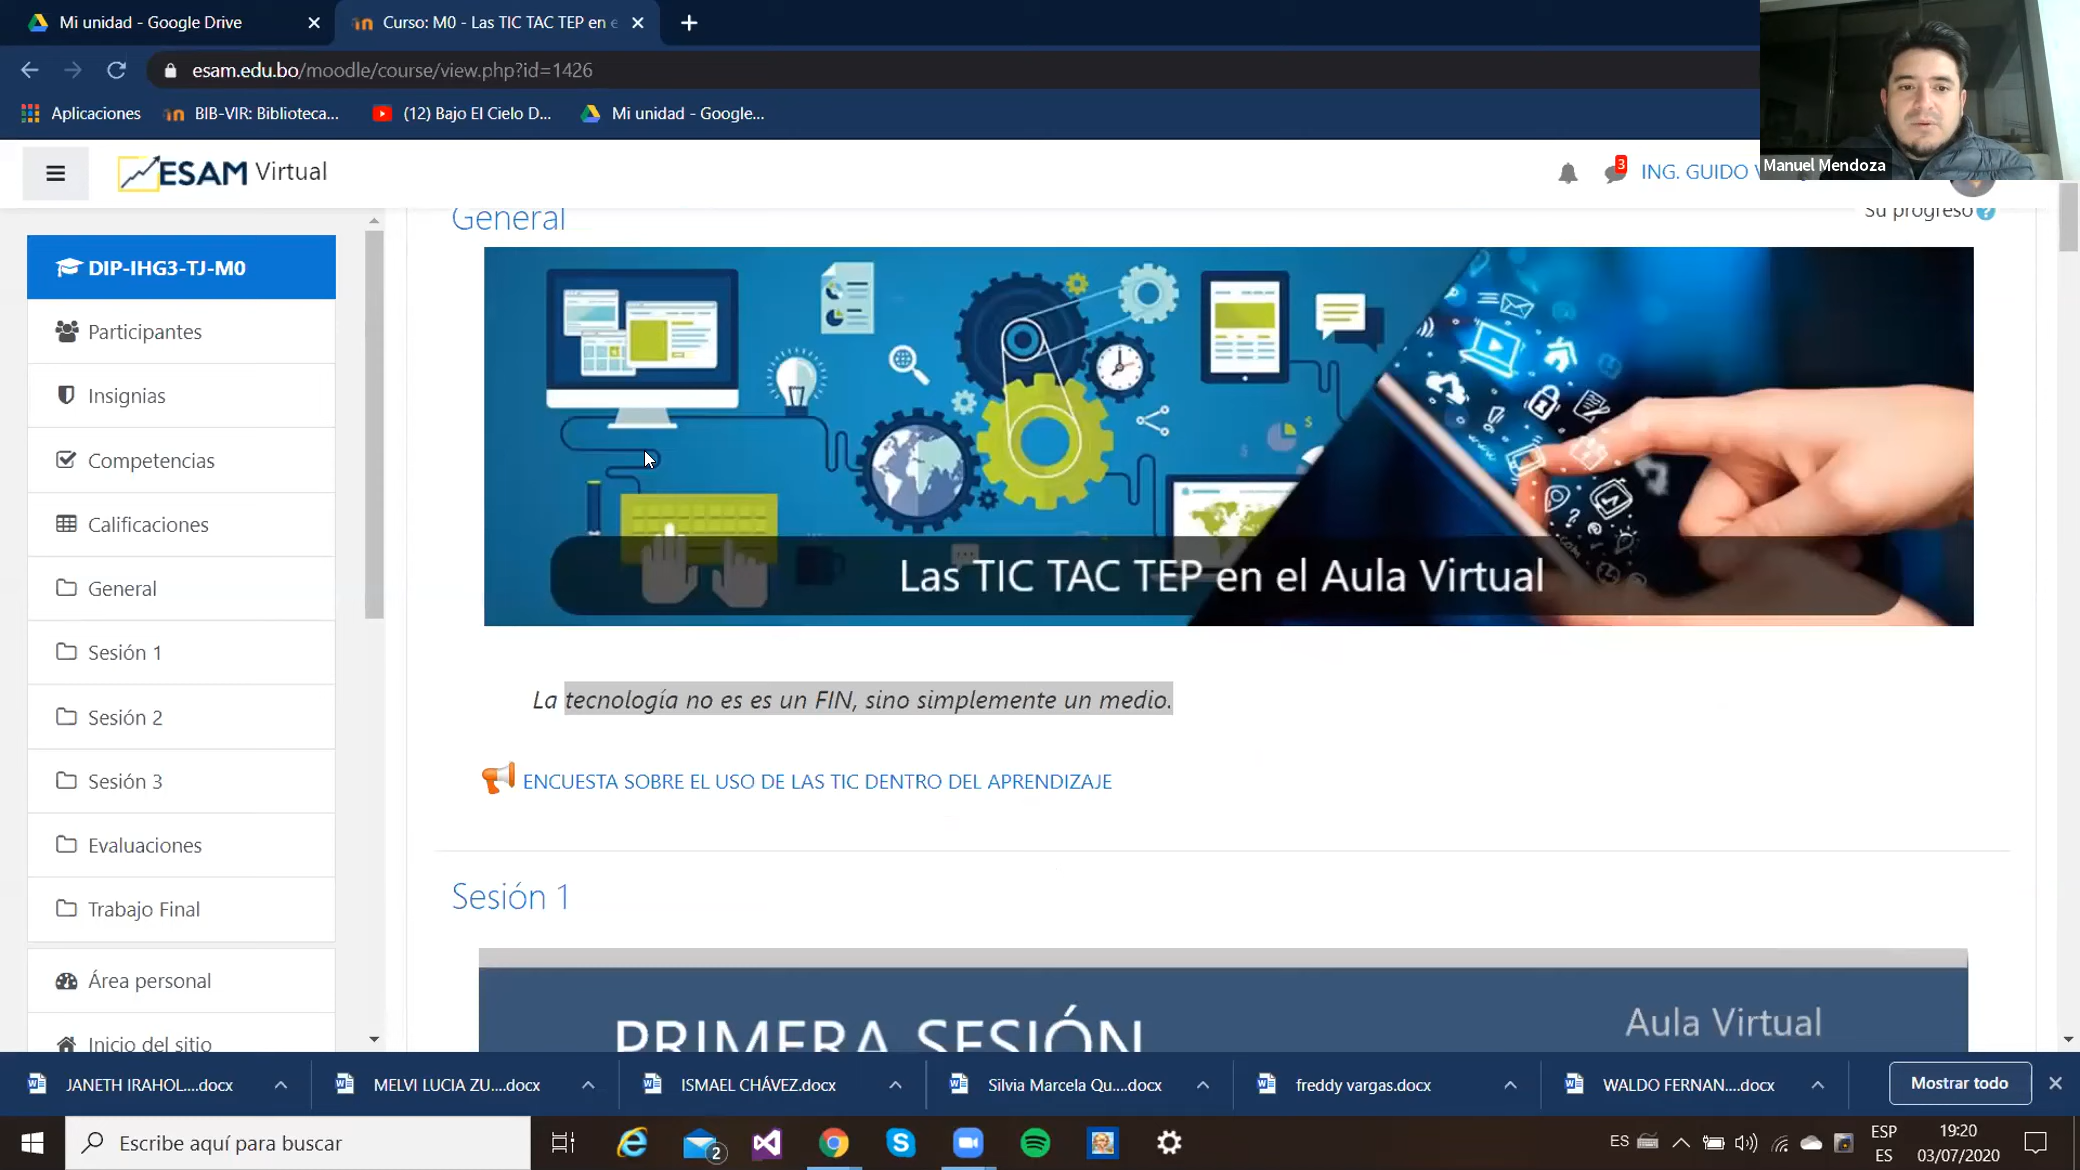 Mi unidad - Google Drive
Curso: M0 - Las TIC TAC TEP en e
esam.edu.bo/moodle/course/view.php?id=1426
Aplicaciones
BIB-VIR: Biblioteca...
(12) Bajo El Cielo D...
Mi unidad - Google...
Manuel Mendoza
ESAM Virtual
3
ING. GUIDO V
General
Su progreso
DIP-IHG3-TJ-M0
Participantes
Insignias
Competencias
Calificaciones
General
Sesión 1
Sesión 2
Sesión 3
Evaluaciones
Trabajo Final
Área personal
Inicio del sitio
Las TIC TAC TEP en el Aula Virtual
La tecnología no es es un FIN, sino simplemente un medio.
ENCUESTA SOBRE EL USO DE LAS TIC DENTRO DEL APRENDIZAJE
Sesión 1
PRIMERA SESIÓN
Aula Virtual
JANETH IRAHOL....docx
MELVI LUCIA ZU....docx
ISMAEL CHÁVEZ.docx
Silvia Marcela Qu....docx
freddy vargas.docx
WALDO FERNAN....docx
Mostrar todo
Escribe aquí para buscar
2
ES
ESP
ES
19:20
03/07/2020